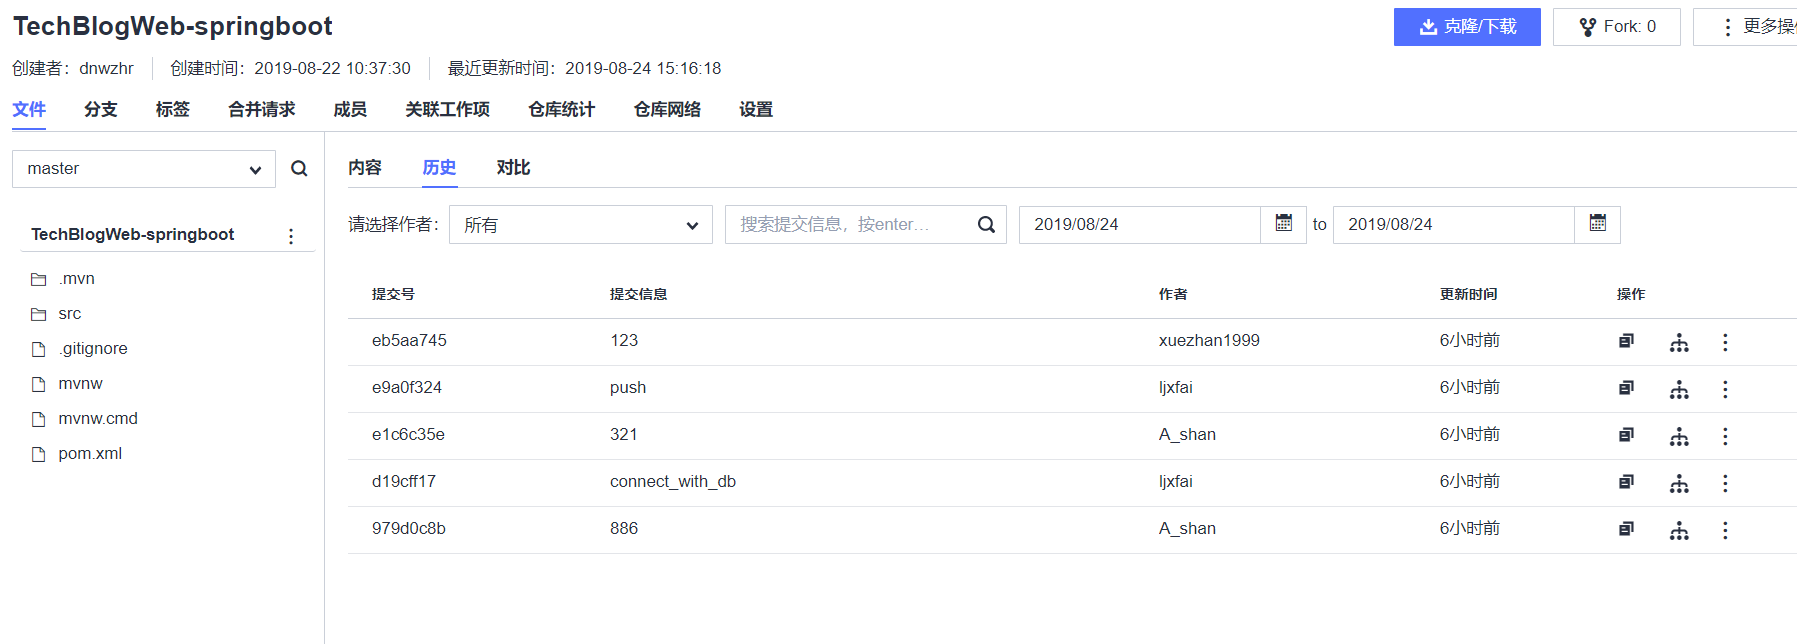 TechBlogWeb-springboot
克隆/下载 Fork: 0 更多操
创建者：dnwzhr 创建时间：2019-08-22 10:37:30 最近更新时间：2019-08-24 15:16:18
文件 分支 标签 合并请求 成员 关联工作项 仓库统计 仓库网络 设置
master
TechBlogWeb-springboot
.mvn
src
.gitignore
mvnw
mvnw.cmd
pom.xml
内容 历史 对比
请选择作者： 所有 搜索提交信息，按enter... 2019/08/24 to 2019/08/24
提交号 提交信息 作者 更新时间 操作
eb5aa745 123 xuezhan1999 6小时前
e9a0f324 push ljxfai 6小时前
e1c6c35e 321 A_shan 6小时前
d19cff17 connect_with_db ljxfai 6小时前
979d0c8b 886 A_shan 6小时前